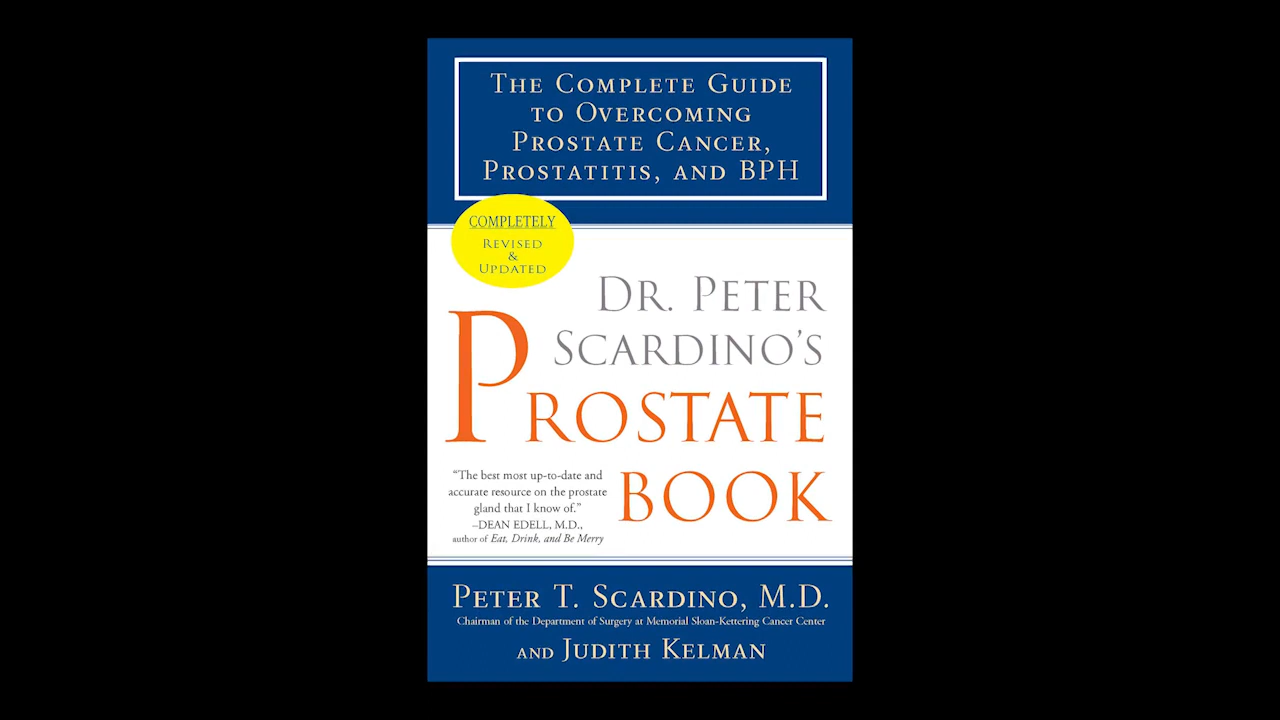 THE COMPLETE GUIDE
TO OVERCOMING
PROSTATE CANCER,
PROSTATITIS, AND BPH
COMPLETELY
REVISED
&
UPDATED
DR. PETER
SCARDINO'S
PROSTATE
BOOK
“The best most up-to-date and
accurate resource on the prostate
gland that I know of.”
–DEAN EDELL, M.D.,
author of Eat, Drink, and Be Merry
PETER T. SCARDINO, M.D.
Chairman of the Department of Surgery at Memorial Sloan-Kettering Cancer Center
AND JUDITH KELMAN